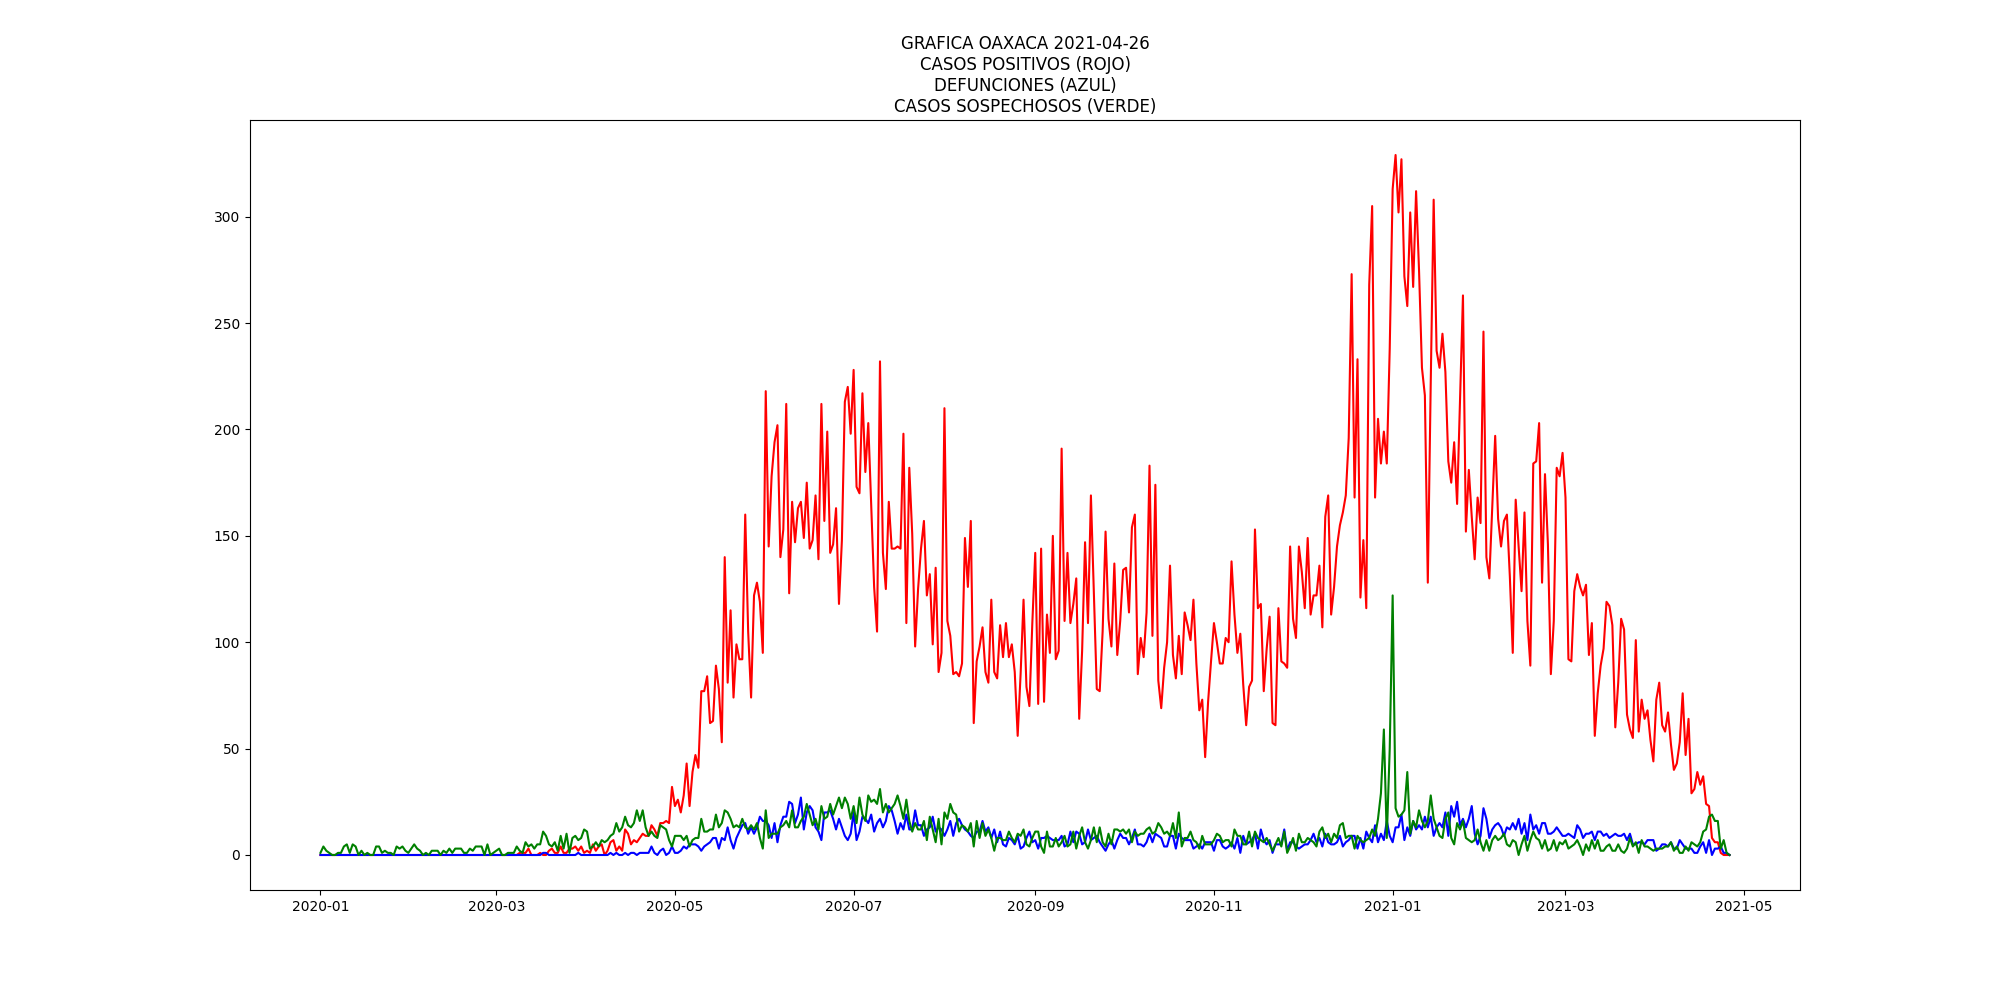 GRAFICA OAXACA 2021-04-26
CASOS POSITIVOS (ROJO)
DEFUNCIONES (AZUL)
CASOS SOSPECHOSOS (VERDE)
300
250
200
150
100
50
0
2020-01 2020-03 2020-05 2020-07 2020-09 2020-11 2021-01 2021-03 2021-05